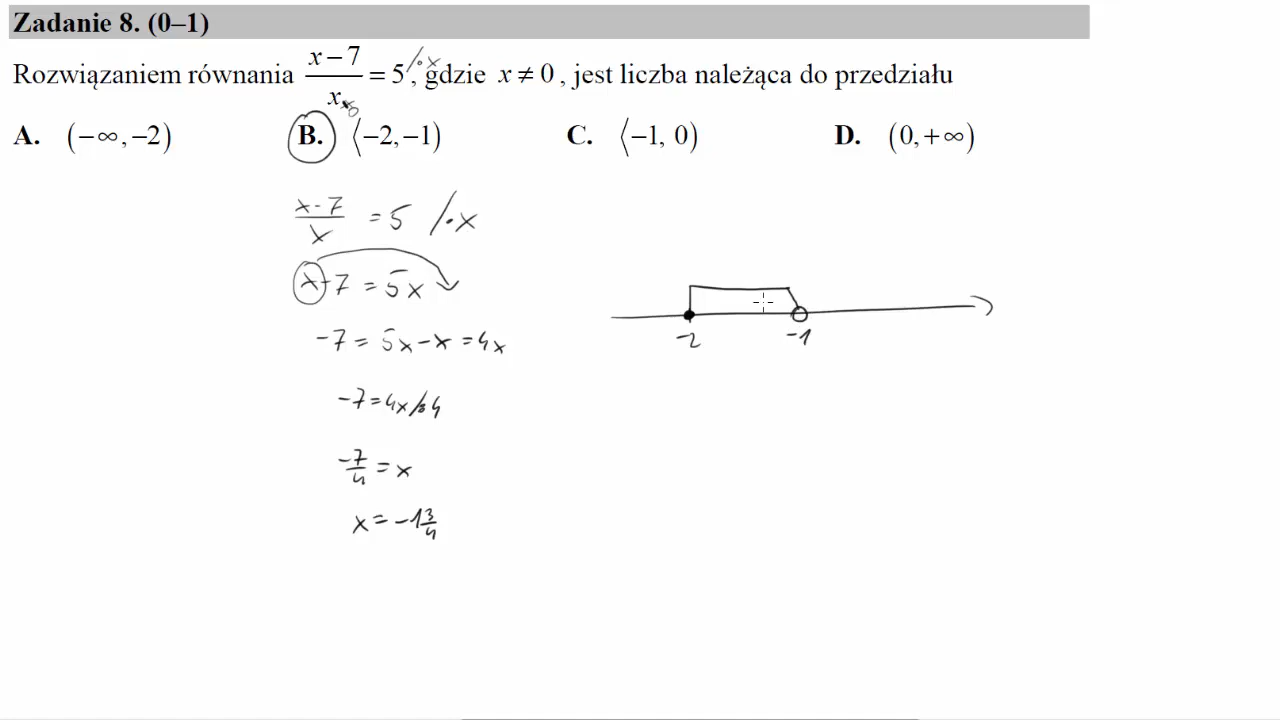 Zadanie 8. (0–1)
Rozwiązaniem równania (x − 7)/x = 5 /·x, gdzie x ≠ 0, jest liczba należąca do przedziału
A. (−∞, −2) B. ⟨−2, −1) C. ⟨−1, 0) D. (0, +∞)
(x-7)/x = 5 /·x
x-7 = 5x
-7 = 5x-x = 4x
-7 = 4x /:4
-7/4 = x
x = -1 3/4
-2 -1